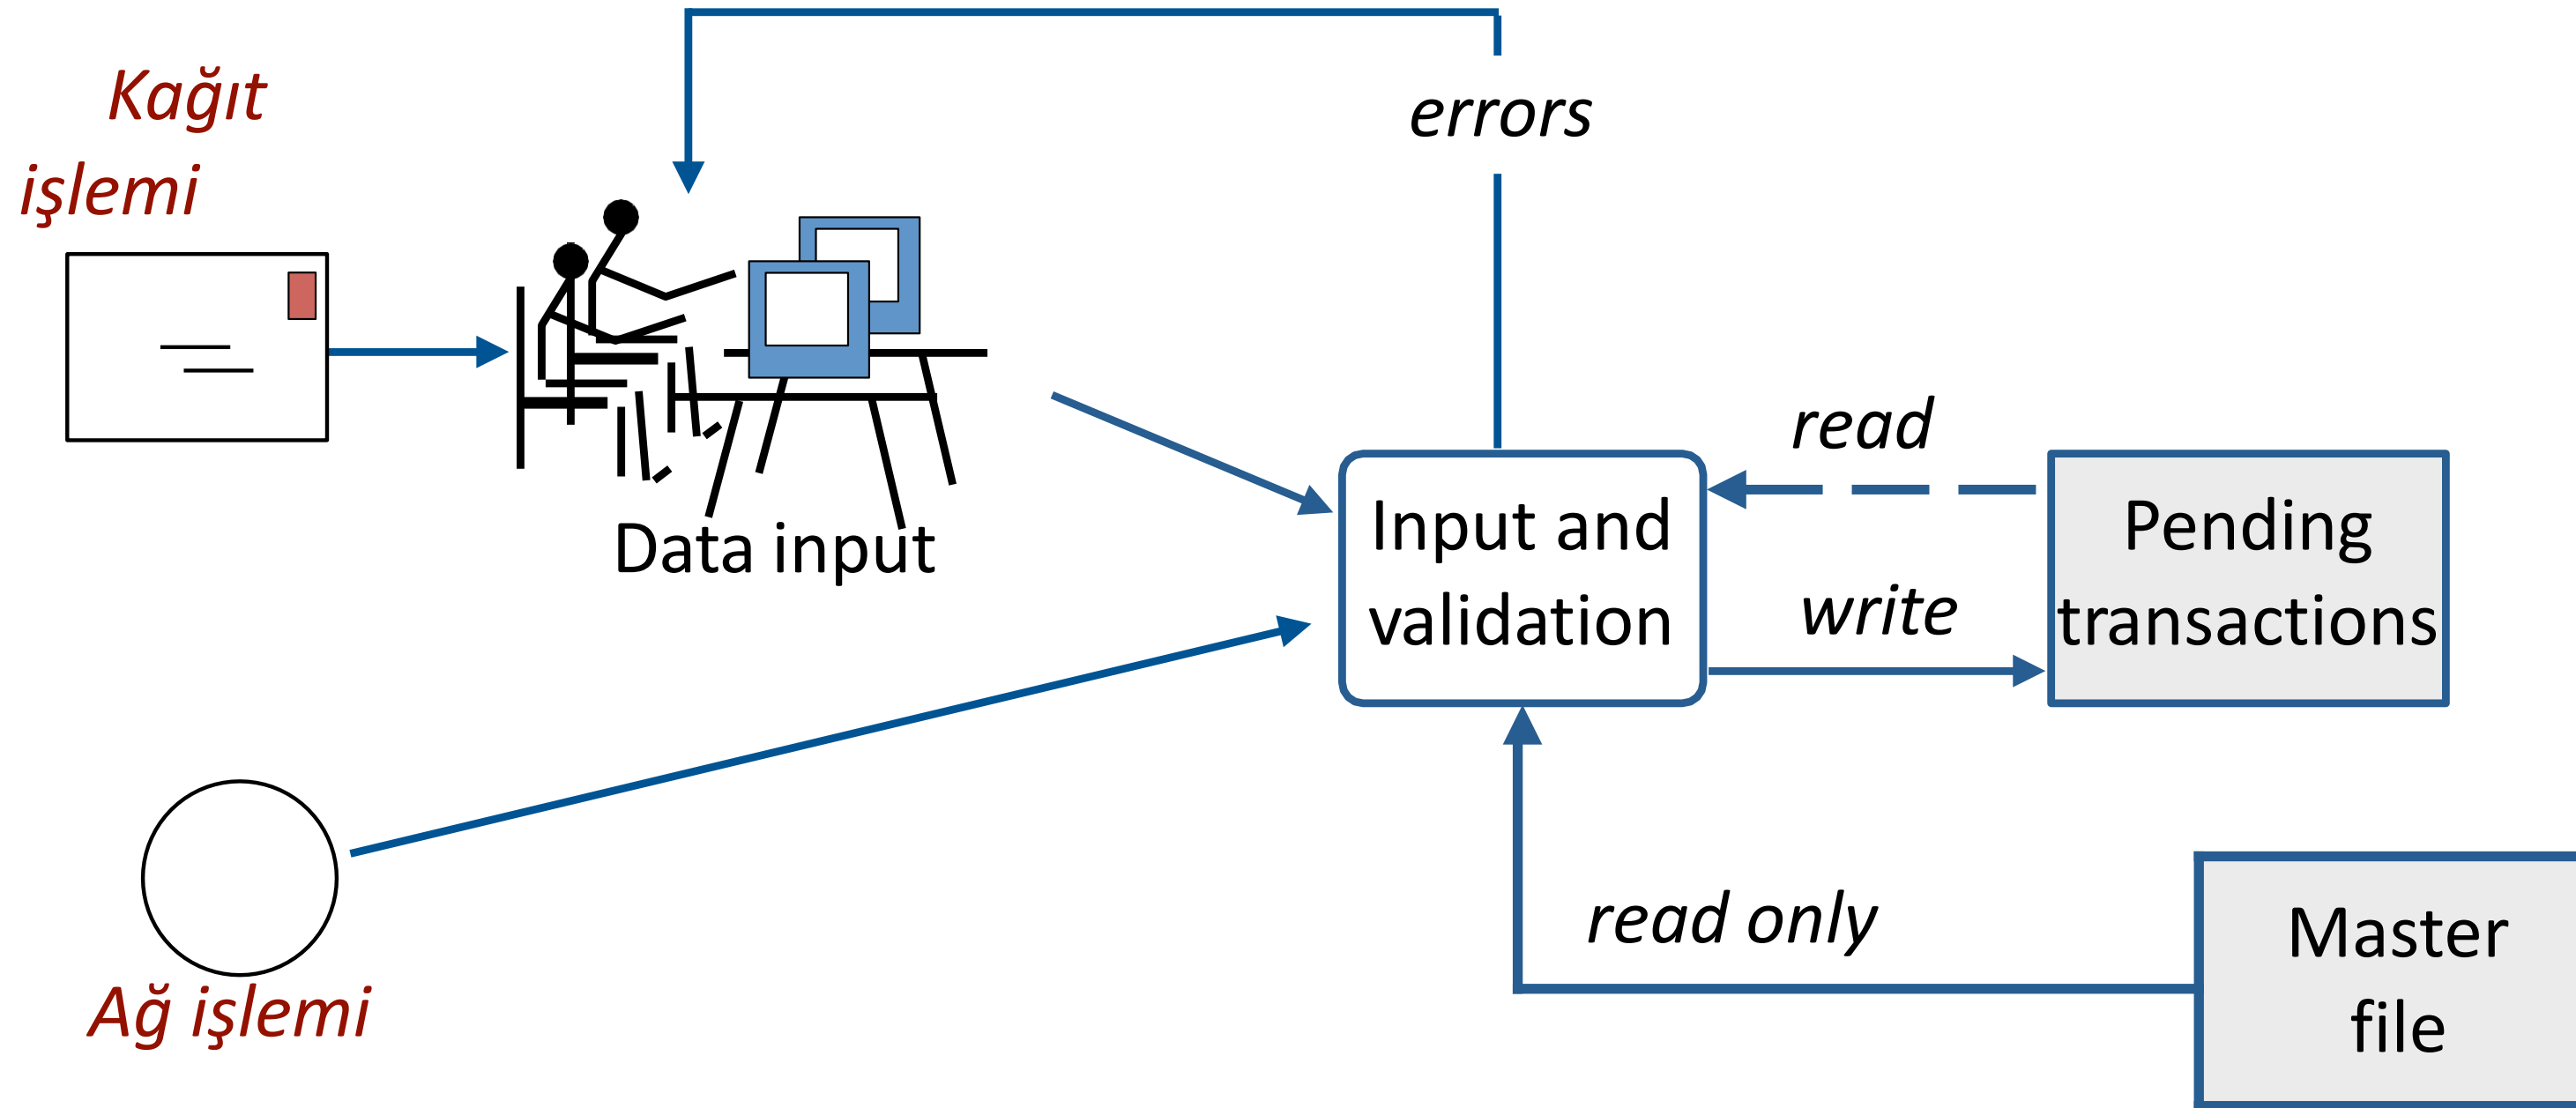 Kağıt
işlemi
errors
Data input
read
Input and
validation
write
Pending
transactions
read only
Master
file
Ağ işlemi